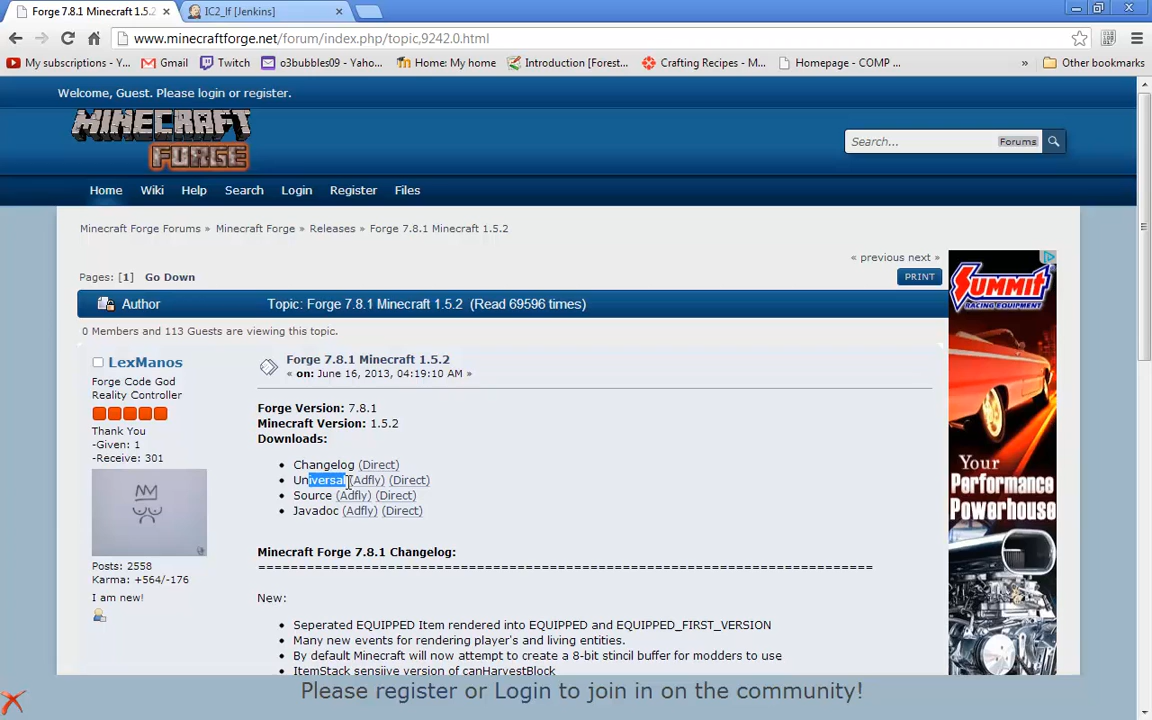 Forge 7.8.1 Minecraft 1.5.2 ×
IC2_lf [Jenkins] ×
www.minecraftforge.net/forum/index.php/topic,9242.0.html
My subscriptions - Y... Gmail Twitch o3bubbles09 - Yahoo... Home: My home Introduction [Forest... Crafting Recipes - M... Homepage - COMP ... » Other bookmarks
Welcome, Guest. Please login or register.
MINECRAFT
FORGE
Search... Forums
Home Wiki Help Search Login Register Files
Minecraft Forge Forums » Minecraft Forge » Releases » Forge 7.8.1 Minecraft 1.5.2
« previous next »
Pages: [1] Go Down
PRINT
Author Topic: Forge 7.8.1 Minecraft 1.5.2 (Read 69596 times)
0 Members and 113 Guests are viewing this topic.
LexManos
Forge Code God
Reality Controller
Thank You
-Given: 1
-Receive: 301
Posts: 2558
Karma: +564/-176
I am new!
Forge 7.8.1 Minecraft 1.5.2
« on: June 16, 2013, 04:19:10 AM »
Forge Version: 7.8.1
Minecraft Version: 1.5.2
Downloads:
• Changelog (Direct)
• Universal (Adfly) (Direct)
• Source (Adfly) (Direct)
• Javadoc (Adfly) (Direct)
Minecraft Forge 7.8.1 Changelog:
============================================================================
New:
• Seperated EQUIPPED Item rendered into EQUIPPED and EQUIPPED_FIRST_VERSION
• Many new events for rendering player's and living entities.
• By default Minecraft will now attempt to create a 8-bit stincil buffer for modders to use
• ItemStack sensiive version of canHarvestBlock
SUMMIT
RACING EQUIPMENT
Your
Performance
Powerhouse
Please register or Login to join in on the community!